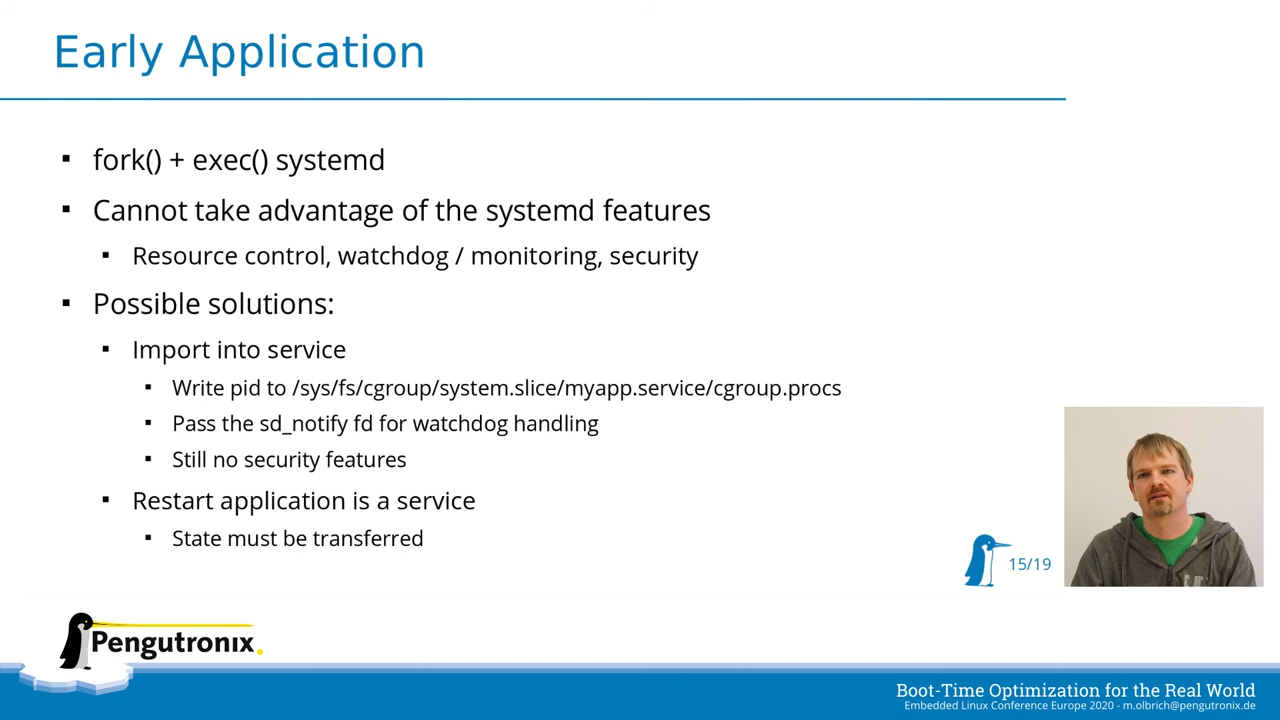 Early Application
fork() + exec() systemd
Cannot take advantage of the systemd features
Resource control, watchdog / monitoring, security
Possible solutions:
Import into service
Write pid to /sys/fs/cgroup/system.slice/myapp.service/cgroup.procs
Pass the sd_notify fd for watchdog handling
Still no security features
Restart application is a service
State must be transferred
15/19
Pengutronix
Boot-Time Optimization for the Real World
Embedded Linux Conference Europe 2020 - m.olbrich@pengutronix.de